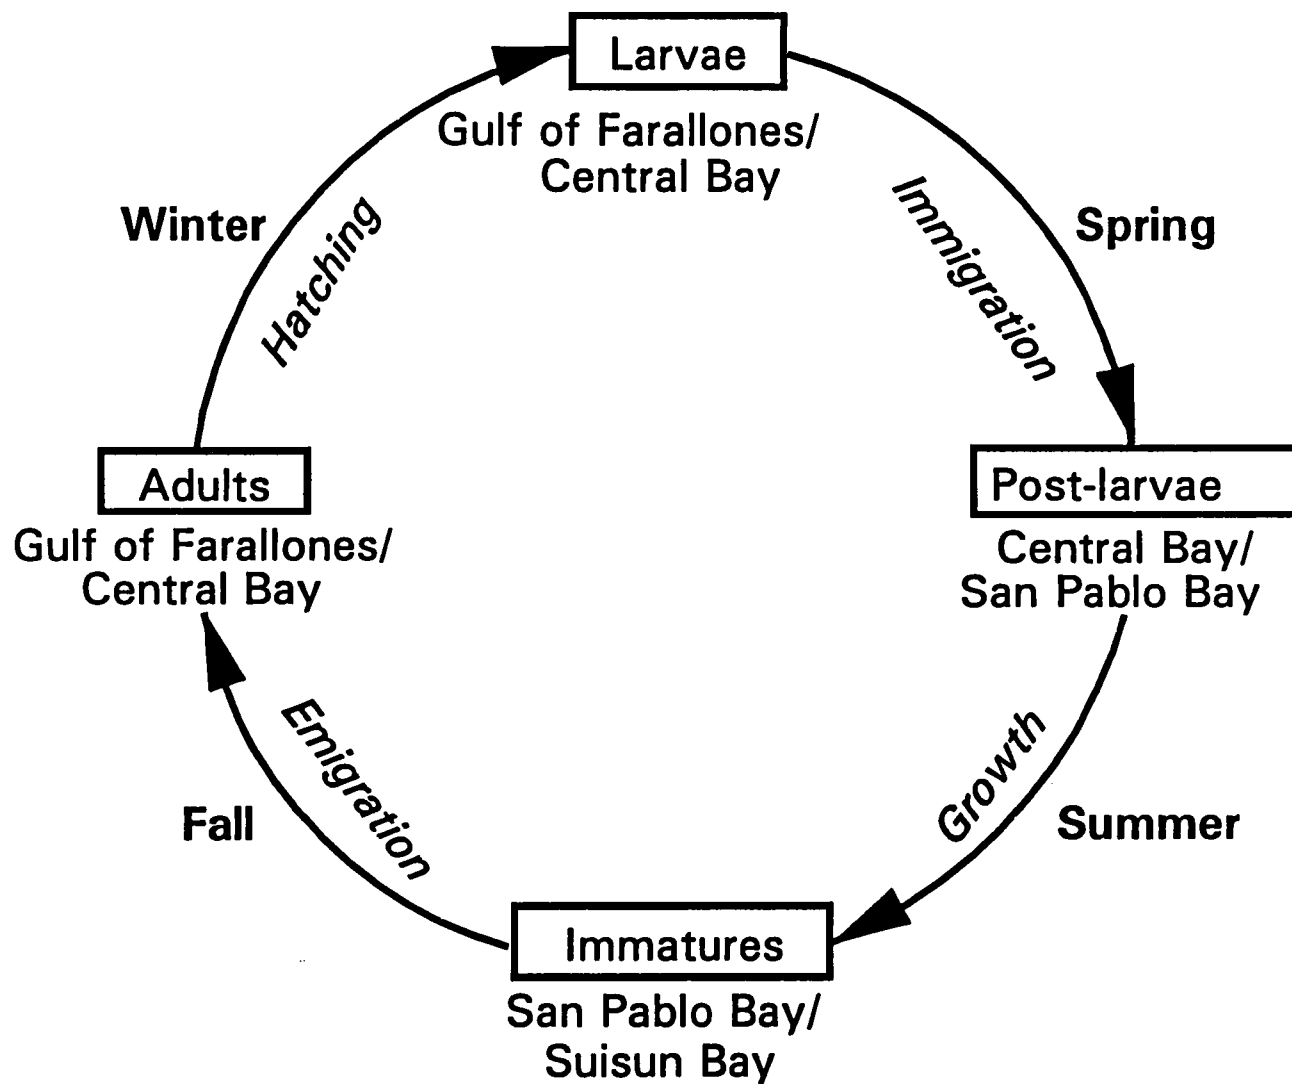 Larvae
Gulf of Farallones/
Central Bay
Winter
Hatching
Immigration
Spring
Adults
Gulf of Farallones/
Central Bay
Post-larvae
Central Bay/
San Pablo Bay
Emigration
Fall
Growth
Summer
Immatures
San Pablo Bay/
Suisun Bay